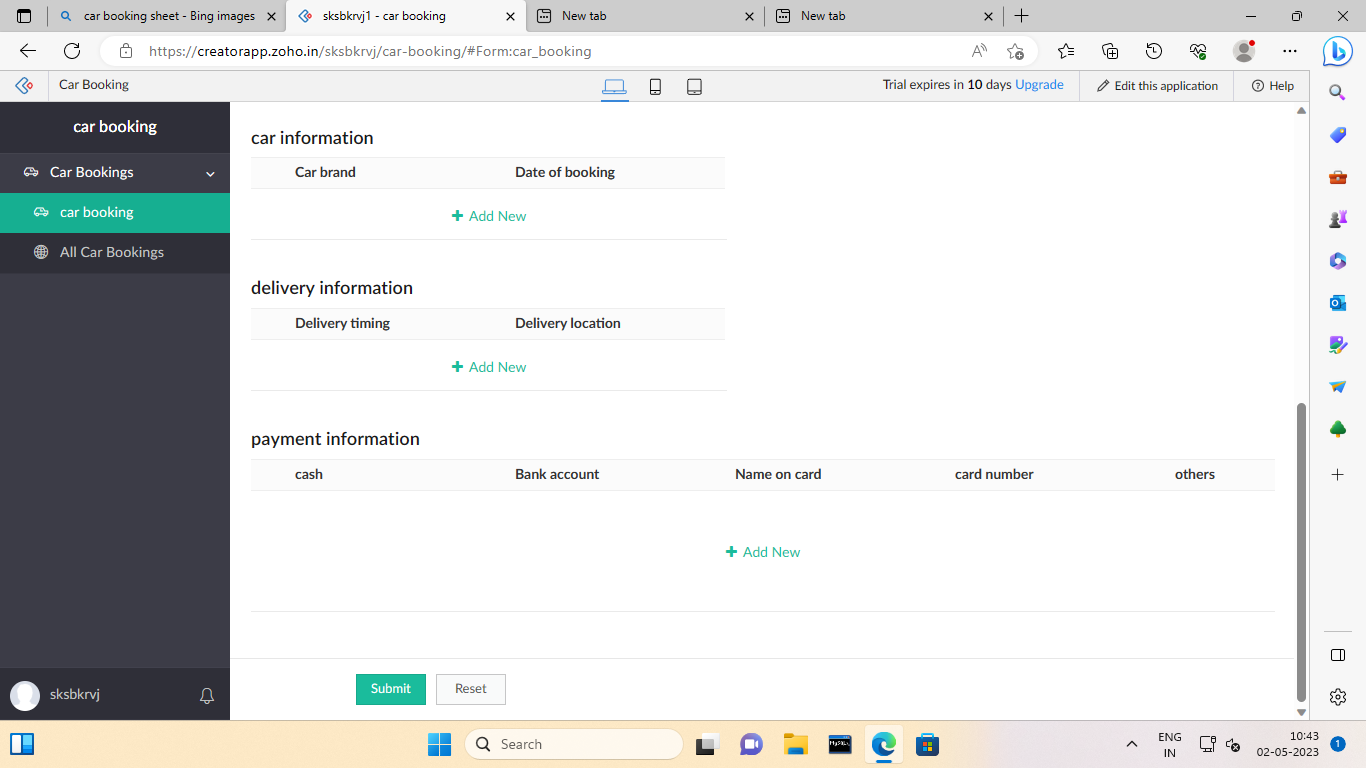 car booking sheet - Bing images
sksbkrvj1 - car booking
New tab
New tab
https://creatorapp.zoho.in/sksbkrvj/car-booking/#Form:car_booking
Car Booking
Trial expires in 10 days Upgrade
Edit this application
Help
car booking
Car Bookings
car booking
All Car Bookings
car information
Car brand Date of booking
Add New
delivery information
Delivery timing Delivery location
Add New
payment information
cash Bank account Name on card card number others
Add New
Submit Reset
sksbkrvj
Search
ENG
IN
10:43
02-05-2023
1